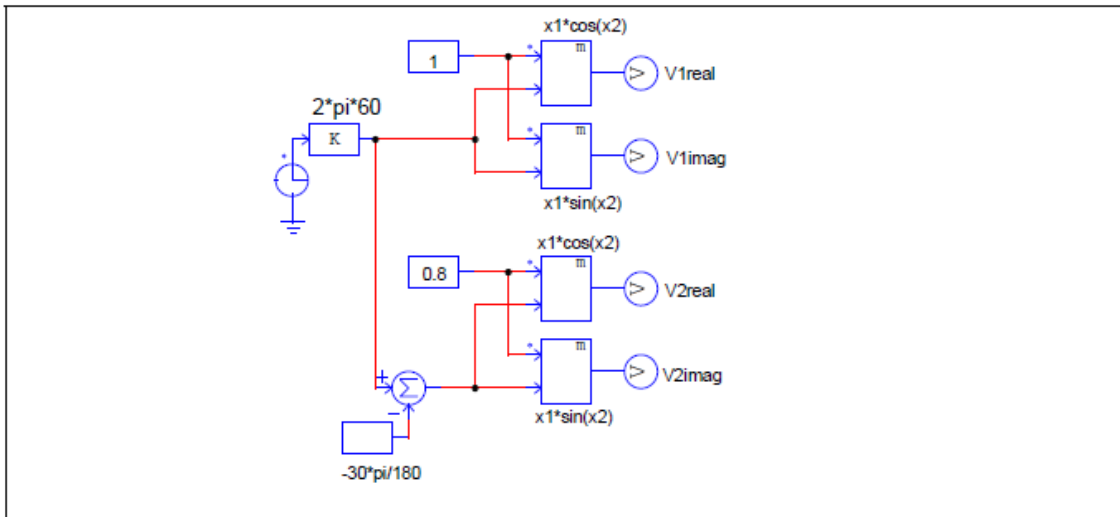 x1*cos(x2)
m
1
V
V1real
2*pi*60
K
m
V
V1imag
x1*sin(x2)
x1*cos(x2)
m
0.8
V
V2real
m
V
V2imag
+
Σ
−
x1*sin(x2)
-30*pi/180